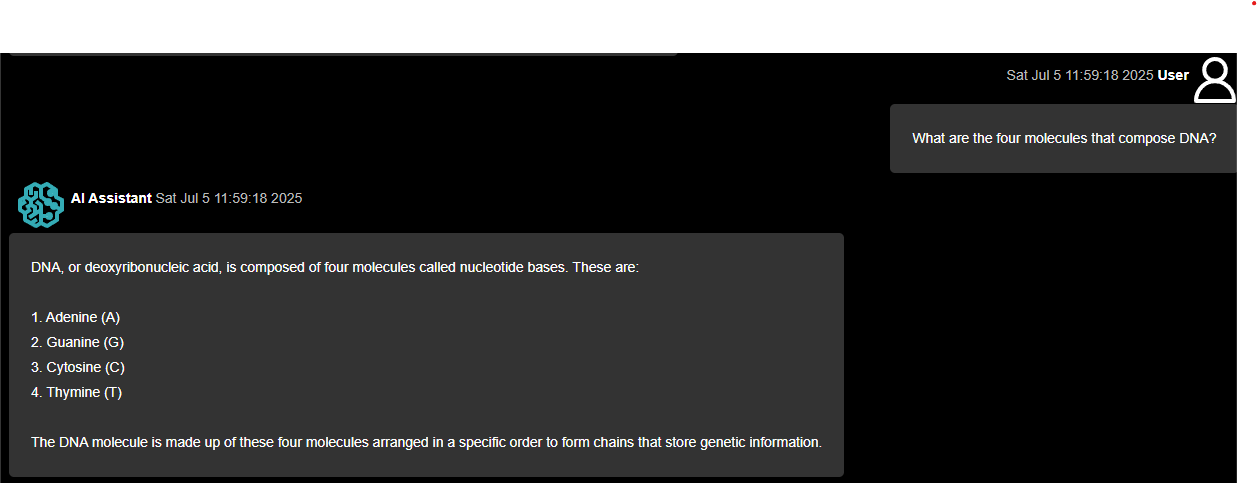 Sat Jul 5 11:59:18 2025 User
What are the four molecules that compose DNA?
AI Assistant Sat Jul 5 11:59:18 2025
DNA, or deoxyribonucleic acid, is composed of four molecules called nucleotide bases. These are:
1. Adenine (A)
2. Guanine (G)
3. Cytosine (C)
4. Thymine (T)
The DNA molecule is made up of these four molecules arranged in a specific order to form chains that store genetic information.